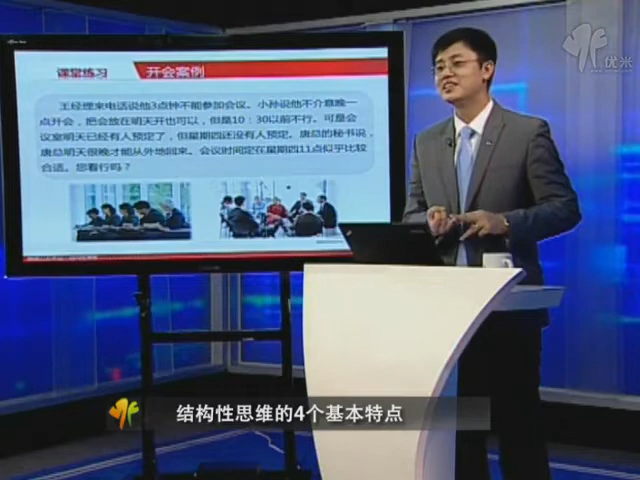 优米
课堂练习 开会案例
王经理来电话说他3点钟不能参加会议。小孙说他不介意晚一
点开会，把会放在明天开也可以，但是10：30以前不行。可是会
议室明天已经有人预定了，但星期四还没有人预定。唐总的秘书说，
唐总明天很晚才能从外地回来。会议时间定在星期四11点似乎比较
合适。您看行吗？
结构性思维的4个基本特点